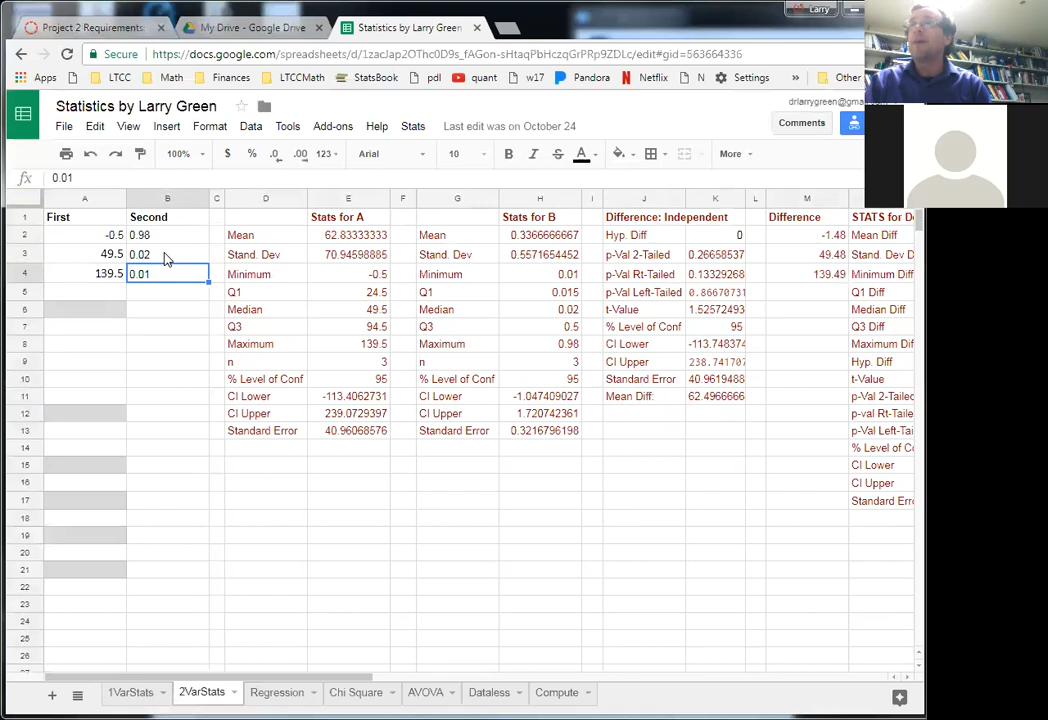 Project 2 Requirements: × My Drive - Google Drive × Statistics by Larry Green × Larry
Secure https://docs.google.com/spreadsheets/d/1zacJap2OThc0D9s_fAGon-sHtaqPbHczqGrPRp9ZDLc/edit#gid=563664336
Apps LTCC Math Finances LTCCMath StatsBook pdl quant w17 Pandora Netflix N Settings » Other
Statistics by Larry Green
drlarrygreen@gma
File Edit View Insert Format Data Tools Add-ons Help Stats Last edit was on October 24
Comments
100% $ % .0 .00 123 Arial 10 B I S A More
fx 0.01
A B C D E F G H I J K L M N
1 First Second Stats for A Stats for B Difference: Independent Difference STATS for De
2 -0.5 0.98 Mean 62.83333333 Mean 0.3366666667 Hyp. Diff 0 -1.48 Mean Diff
3 49.5 0.02 Stand. Dev 70.94598885 Stand. Dev 0.5571654452 p-Val 2-Tailed 0.26658537 49.48 Stand. Dev D
4 139.5 0.01 Minimum -0.5 Minimum 0.01 p-Val Rt-Tailed 0.13329268 139.49 Minimum Dif
5 Q1 24.5 Q1 0.015 p-Val Left-Tailed 0.86670731 Q1 Diff
6 Median 49.5 Median 0.02 t-Value 1.52572493 Median Diff
7 Q3 94.5 Q3 0.5 % Level of Conf 95 Q3 Diff
8 Maximum 139.5 Maximum 0.98 CI Lower -113.748374 Maximum Dif
9 n 3 n 3 CI Upper 238.741707 Hyp. Diff
10 % Level of Conf 95 % Level of Conf 95 Standard Error 40.9619488 t-Value
11 CI Lower -113.4062731 CI Lower -1.047409027 Mean Diff: 62.4966666 p-Val 2-Tailed
12 CI Upper 239.0729397 CI Upper 1.720742361 p-val Rt-Tail
13 Standard Error 40.96068576 Standard Error 0.3216796198 p-Val Left-Tai
14 % Level of C
15 CI Lower
16 CI Upper
17 Standard Erro
18
19
20
21
22
23
24
25
26
1VarStats 2VarStats Regression Chi Square AVOVA Dataless Compute